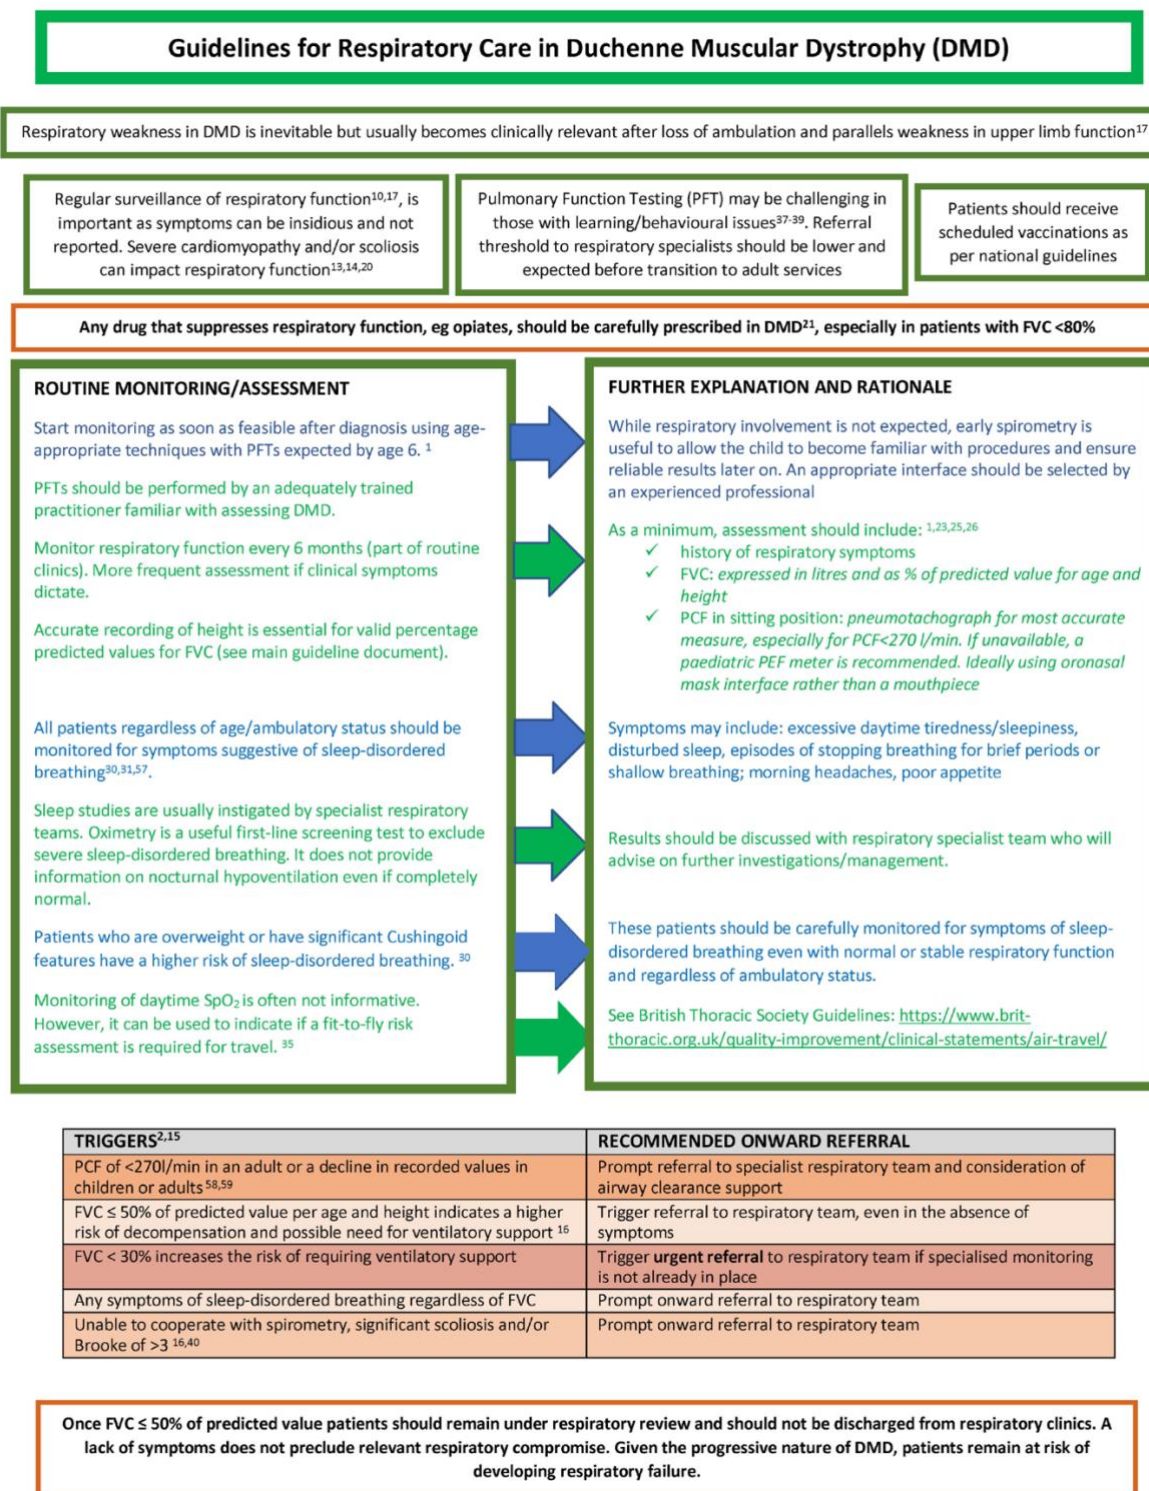 Guidelines for Respiratory Care in Duchenne Muscular Dystrophy (DMD)
Respiratory weakness in DMD is inevitable but usually becomes clinically relevant after loss of ambulation and parallels weakness in upper limb function17
Regular surveillance of respiratory function10,17, is
important as symptoms can be insidious and not
reported. Severe cardiomyopathy and/or scoliosis
can impact respiratory function13,14,20
Pulmonary Function Testing (PFT) may be challenging in
those with learning/behavioural issues37-39. Referral
threshold to respiratory specialists should be lower and
expected before transition to adult services
Patients should receive
scheduled vaccinations as
per national guidelines
Any drug that suppresses respiratory function, eg opiates, should be carefully prescribed in DMD21, especially in patients with FVC <80%
ROUTINE MONITORING/ASSESSMENT
Start monitoring as soon as feasible after diagnosis using age-
appropriate techniques with PFTs expected by age 6. 1
PFTs should be performed by an adequately trained
practitioner familiar with assessing DMD.
Monitor respiratory function every 6 months (part of routine
clinics). More frequent assessment if clinical symptoms
dictate.
Accurate recording of height is essential for valid percentage
predicted values for FVC (see main guideline document).
All patients regardless of age/ambulatory status should be
monitored for symptoms suggestive of sleep-disordered
breathing30,31,57.
Sleep studies are usually instigated by specialist respiratory
teams. Oximetry is a useful first-line screening test to exclude
severe sleep-disordered breathing. It does not provide
information on nocturnal hypoventilation even if completely
normal.
Patients who are overweight or have significant Cushingoid
features have a higher risk of sleep-disordered breathing. 30
Monitoring of daytime SpO2 is often not informative.
However, it can be used to indicate if a fit-to-fly risk
assessment is required for travel. 35
FURTHER EXPLANATION AND RATIONALE
While respiratory involvement is not expected, early spirometry is
useful to allow the child to become familiar with procedures and ensure
reliable results later on. An appropriate interface should be selected by
an experienced professional
As a minimum, assessment should include: 1,23,25,26
✓ history of respiratory symptoms
✓ FVC: expressed in litres and as % of predicted value for age and
height
✓ PCF in sitting position: pneumotachograph for most accurate
measure, especially for PCF<270 l/min. If unavailable, a
paediatric PEF meter is recommended. Ideally using oronasal
mask interface rather than a mouthpiece
Symptoms may include: excessive daytime tiredness/sleepiness,
disturbed sleep, episodes of stopping breathing for brief periods or
shallow breathing; morning headaches, poor appetite
Results should be discussed with respiratory specialist team who will
advise on further investigations/management.
These patients should be carefully monitored for symptoms of sleep-
disordered breathing even with normal or stable respiratory function
and regardless of ambulatory status.
See British Thoracic Society Guidelines: https://www.brit-
thoracic.org.uk/quality-improvement/clinical-statements/air-travel/
TRIGGERS2,15
RECOMMENDED ONWARD REFERRAL
PCF of <270l/min in an adult or a decline in recorded values in
children or adults 58,59
Prompt referral to specialist respiratory team and consideration of
airway clearance support
FVC ≤ 50% of predicted value per age and height indicates a higher
risk of decompensation and possible need for ventilatory support 16
Trigger referral to respiratory team, even in the absence of
symptoms
FVC < 30% increases the risk of requiring ventilatory support
Trigger urgent referral to respiratory team if specialised monitoring
is not already in place
Any symptoms of sleep-disordered breathing regardless of FVC
Prompt onward referral to respiratory team
Unable to cooperate with spirometry, significant scoliosis and/or
Brooke of >3 16,40
Prompt onward referral to respiratory team
Once FVC ≤ 50% of predicted value patients should remain under respiratory review and should not be discharged from respiratory clinics. A
lack of symptoms does not preclude relevant respiratory compromise. Given the progressive nature of DMD, patients remain at risk of
developing respiratory failure.